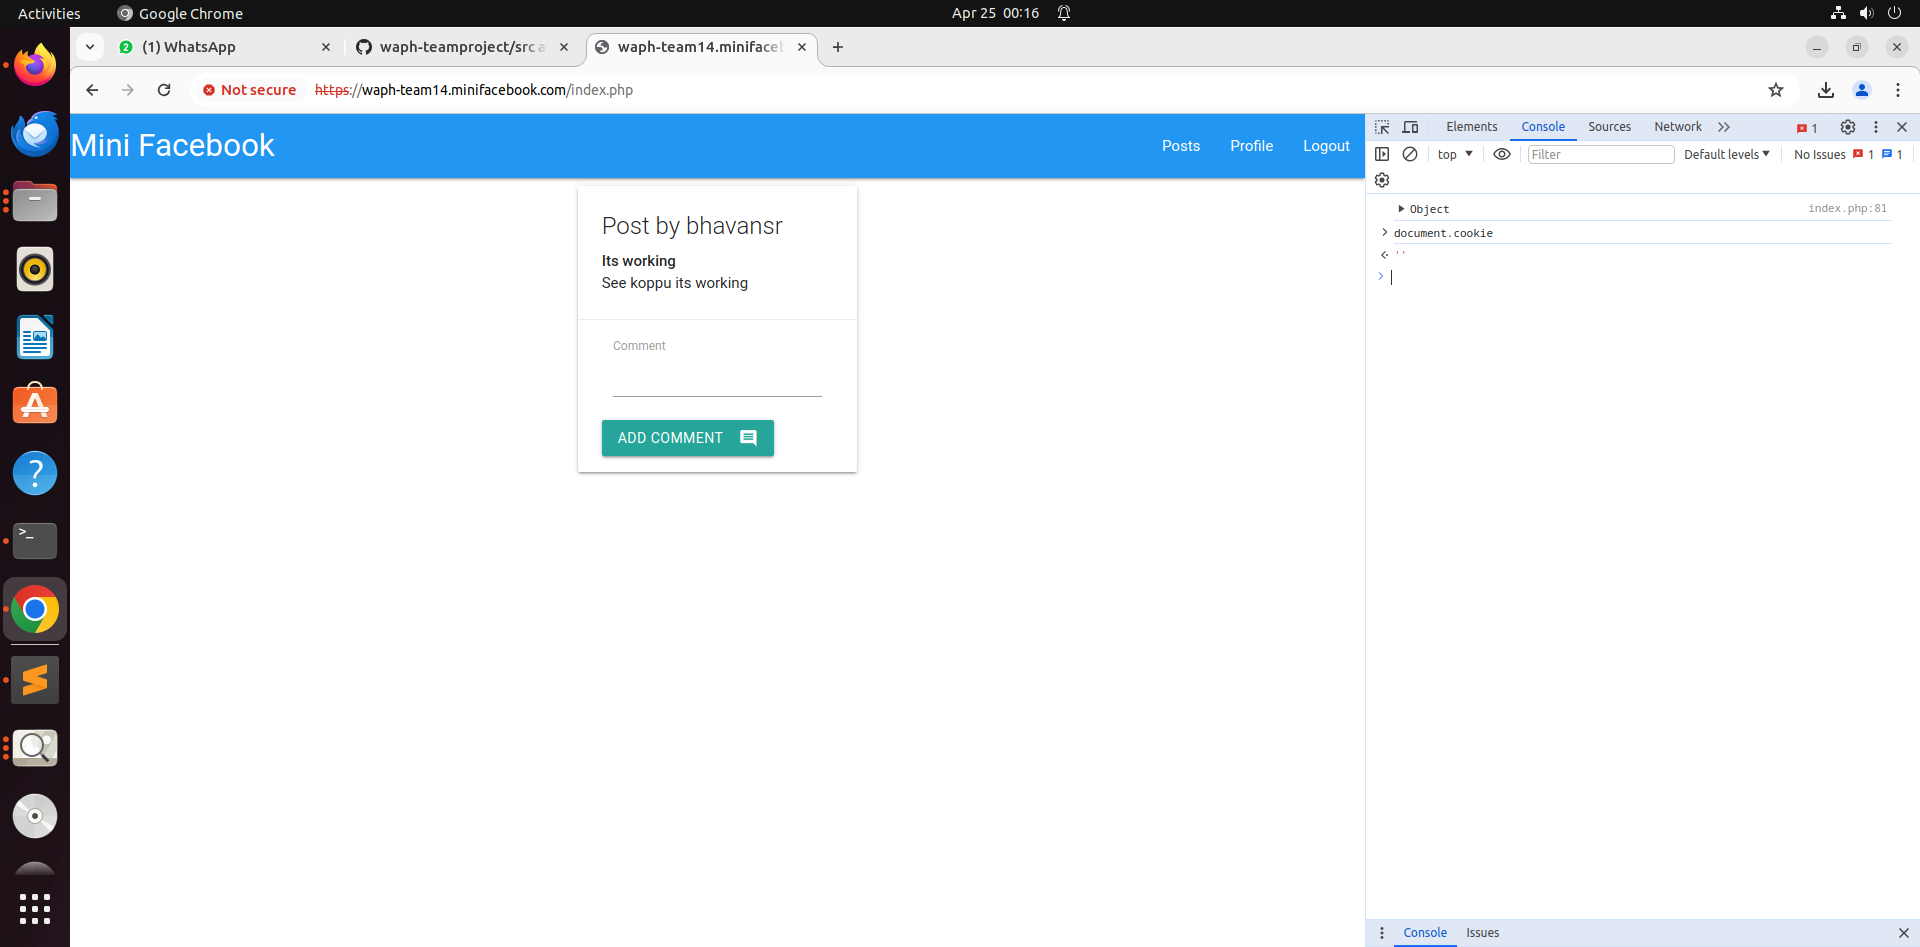 Activities
Google Chrome
Apr 25 00:16
2
(1) WhatsApp
waph-teamproject/src a
waph-team14.minifaceb
Not secure
https://waph-team14.minifacebook.com/index.php
Mini Facebook
Posts
Profile
Logout
Post by bhavansr
Its working
See koppu its working
Comment
ADD COMMENT
Elements
Console
Sources
Network
1
top
Filter
Default levels
No Issues
1
1
Object
index.php:81
document.cookie
''
Console
Issues